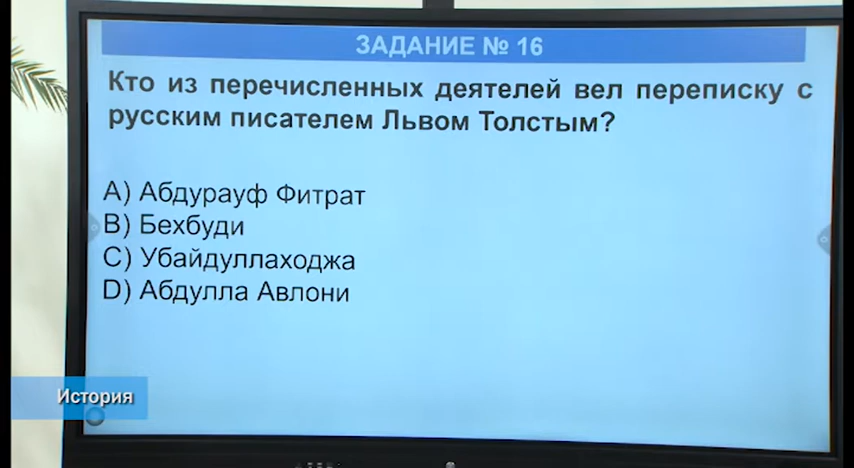 ЗАДАНИЕ № 16
Кто из перечисленных деятелей вел переписку с
русским писателем Львом Толстым?
A) Абдурауф Фитрат
B) Бехбуди
C) Убайдуллаходжа
D) Абдулла Авлони
История